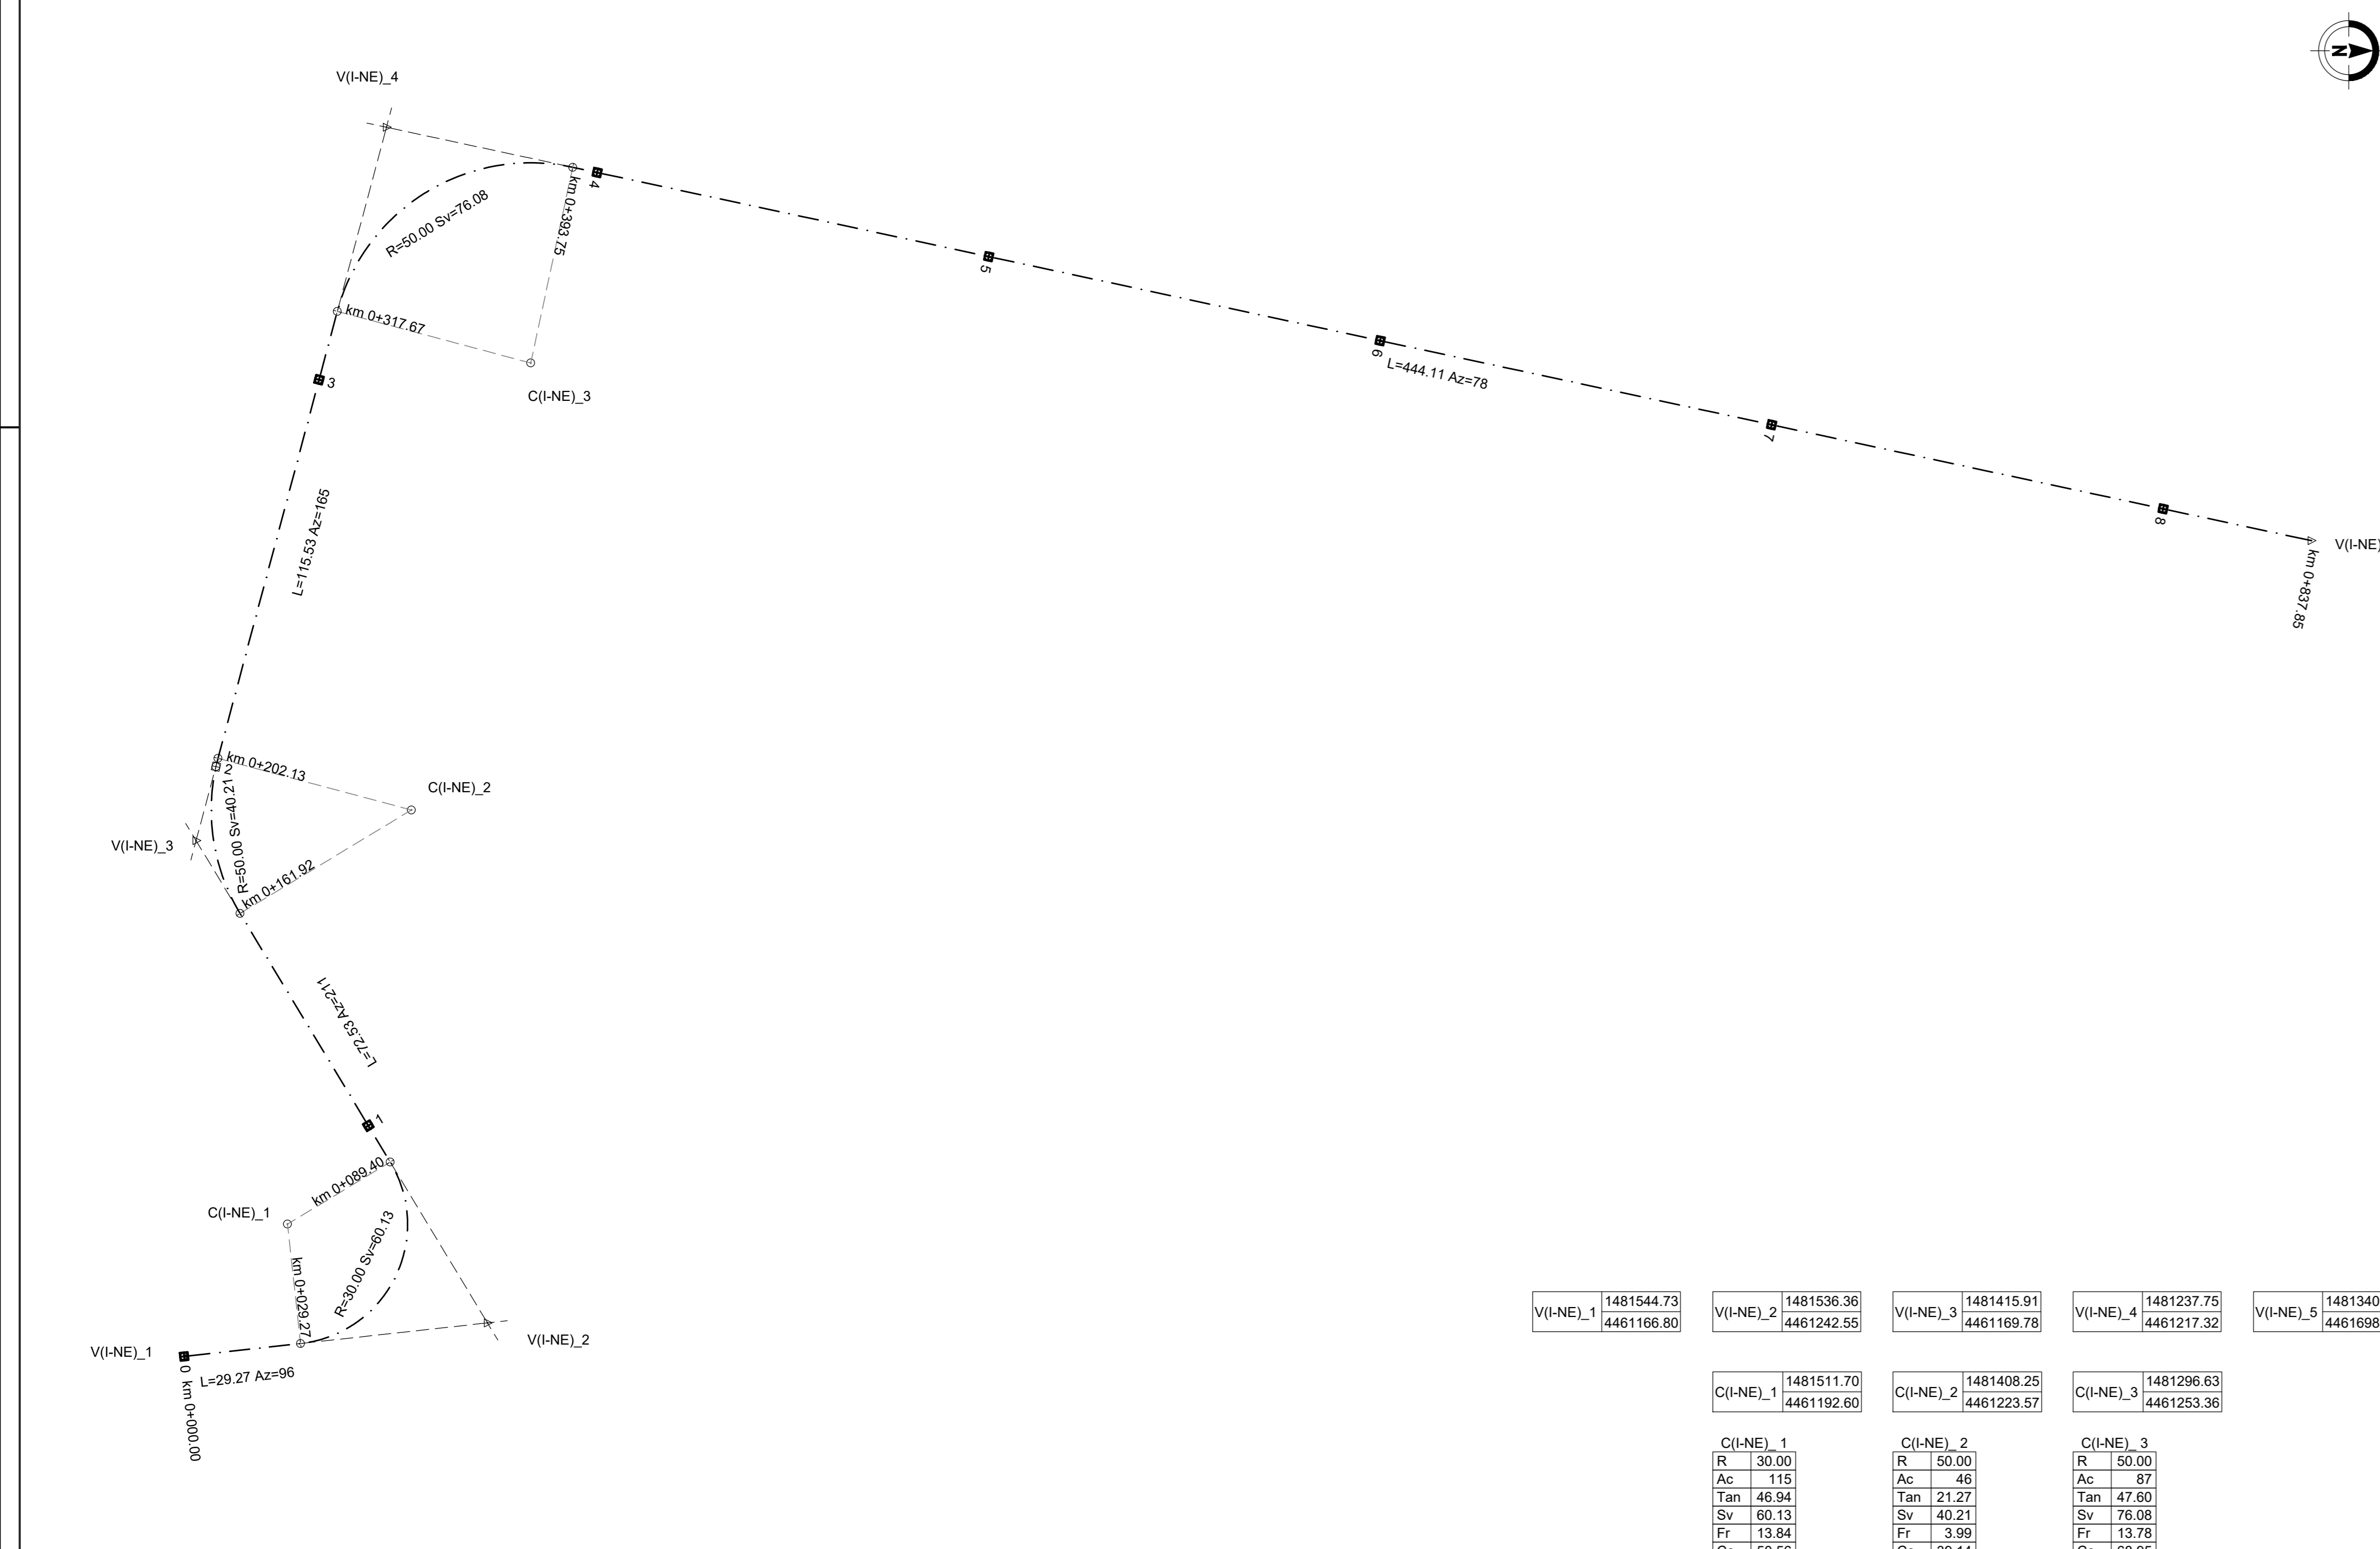 N
V(I-NE)_4
4
km 0+393.75
R=50.00 Sv=76.08
5
km 0+317.67
6
L=444.11 Az=78
3
C(I-NE)_3
7
L=115.53 Az=165
8
V(I-NE)
km 0+837.85
km 0+202.13
2
C(I-NE)_2
V(I-NE)_3
R=50.00 Sv=40.21
km 0+161.92
L=72.53 Az=211
1
km 0+089.40
C(I-NE)_1
R=30.00 Sv=60.13
km 0+029.27
V(I-NE)_1
V(I-NE)_2
L=29.27 Az=96
0 km 0+000.00
V(I-NE)_1 1481544.73 4461166.80
V(I-NE)_2 1481536.36 4461242.55
V(I-NE)_3 1481415.91 4461169.78
V(I-NE)_4 1481237.75 4461217.32
V(I-NE)_5 1481340 4461698
C(I-NE)_1 1481511.70 4461192.60
C(I-NE)_2 1481408.25 4461223.57
C(I-NE)_3 1481296.63 4461253.36
C(I-NE)_ 1
R 30.00
Ac 115
Tan 46.94
Sv 60.13
Fr 13.84
C(I-NE)_ 2
R 50.00
Ac 46
Tan 21.27
Sv 40.21
Fr 3.99
C(I-NE)_ 3
R 50.00
Ac 87
Tan 47.60
Sv 76.08
Fr 13.78